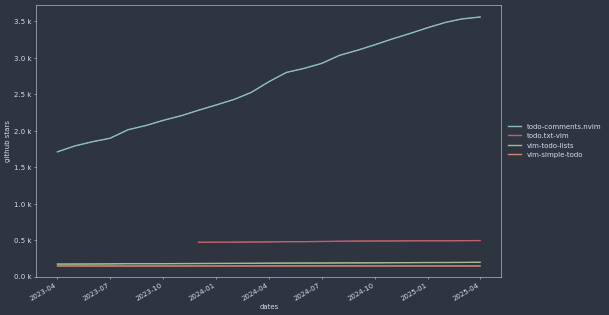 3.5 k
3.0 k
2.5 k
2.0 k
1.5 k
1.0 k
0.5 k
0.0 k
github stars
2023-04
2023-07
2023-10
2024-01
2024-04
2024-07
2024-10
2025-01
2025-04
dates
todo-comments.nvim
todo.txt-vim
vim-todo-lists
vim-simple-todo